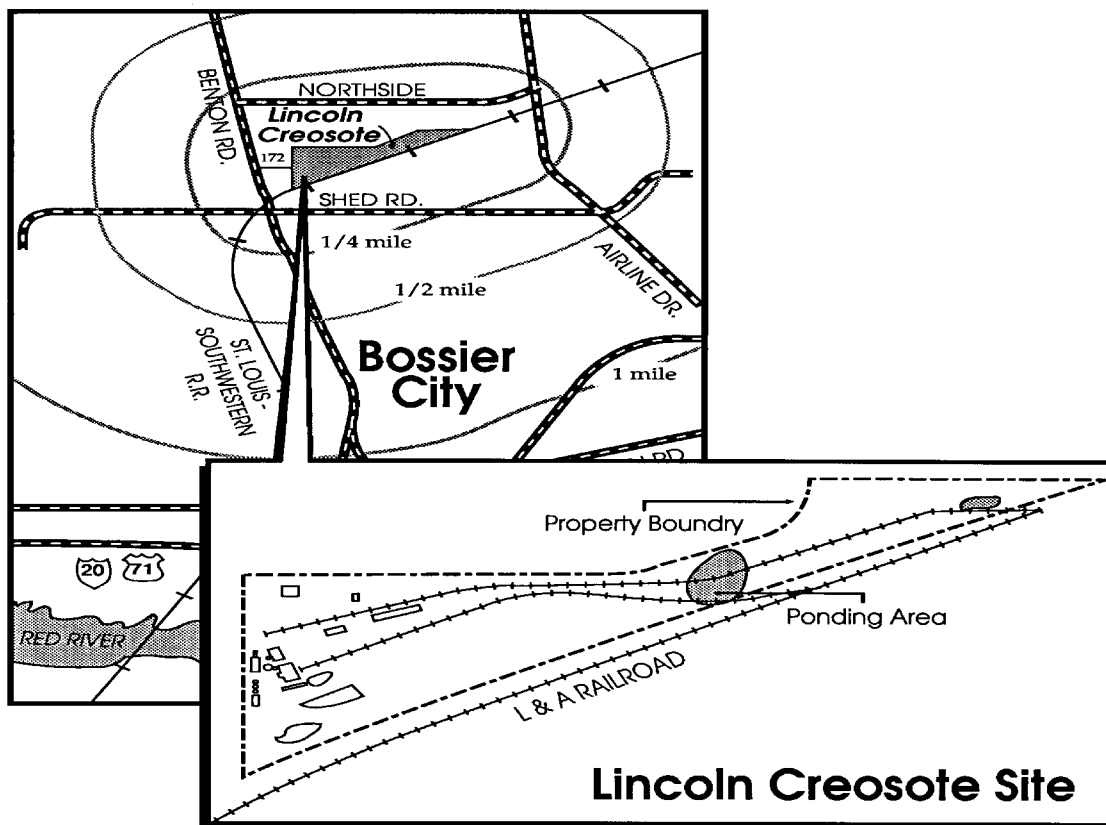 BENTON RD.
NORTHSIDE
Lincoln
Creosote
172
SHED RD.
1/4 mile
1/2 mile
AIRLINE DR.
ST. LOUIS -
SOUTHWESTERN
R.R.
Bossier
City
1 mile
RD
20
71
RED RIVER
Property Boundry
Ponding Area
L & A RAILROAD
Lincoln Creosote Site